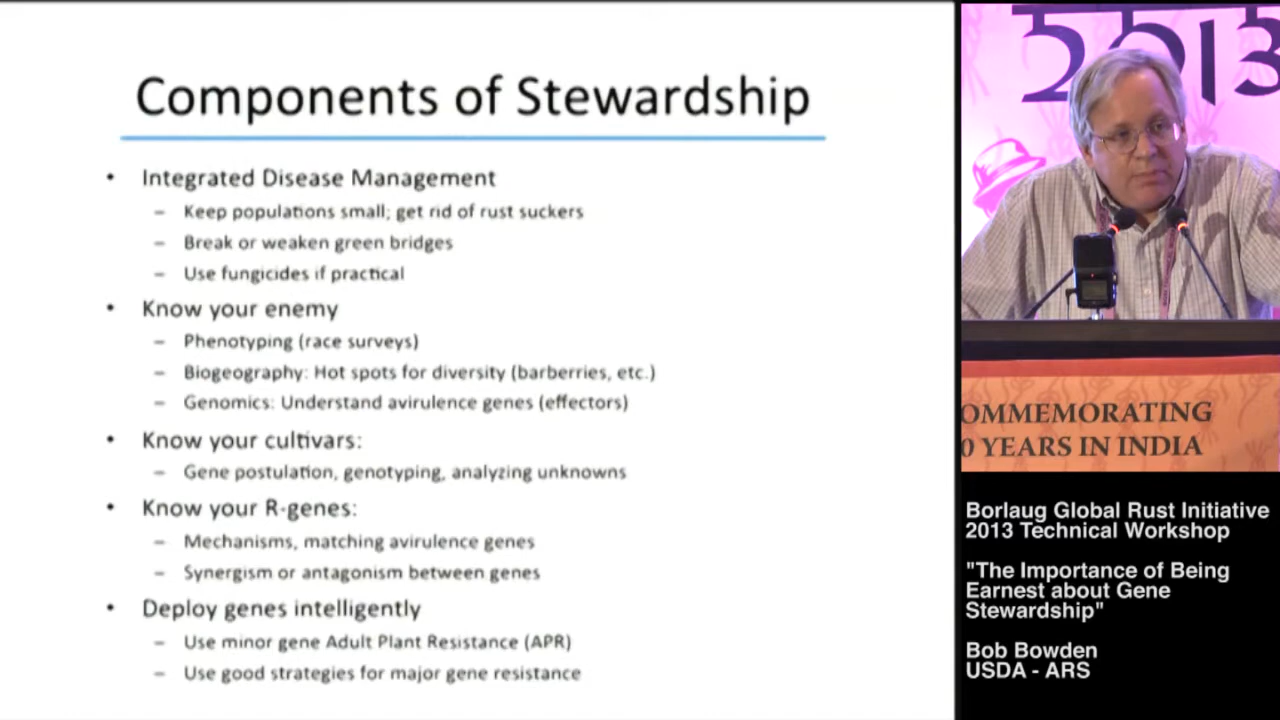 Components of Stewardship
• Integrated Disease Management
– Keep populations small; get rid of rust suckers
– Break or weaken green bridges
– Use fungicides if practical
• Know your enemy
– Phenotyping (race surveys)
– Biogeography: Hot spots for diversity (barberries, etc.)
– Genomics: Understand avirulence genes (effectors)
• Know your cultivars:
– Gene postulation, genotyping, analyzing unknowns
• Know your R-genes:
– Mechanisms, matching avirulence genes
– Synergism or antagonism between genes
• Deploy genes intelligently
– Use minor gene Adult Plant Resistance (APR)
– Use good strategies for major gene resistance
2013
OMMEMORATING
0 YEARS IN INDIA
Borlaug Global Rust Initiative
2013 Technical Workshop
"The Importance of Being
Earnest about Gene
Stewardship"
Bob Bowden
USDA - ARS